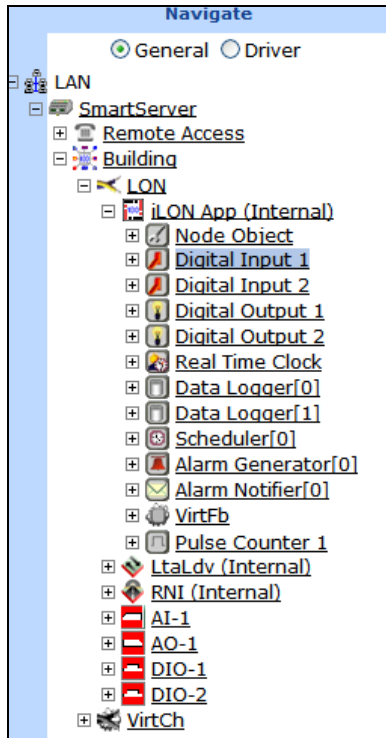 Navigate
General Driver
LAN
SmartServer
Remote Access
Building
LON
iLON App (Internal)
Node Object
Digital Input 1
Digital Input 2
Digital Output 1
Digital Output 2
Real Time Clock
Data Logger[0]
Data Logger[1]
Scheduler[0]
Alarm Generator[0]
Alarm Notifier[0]
VirtFb
Pulse Counter 1
LtaLdv (Internal)
RNI (Internal)
AI-1
AO-1
DIO-1
DIO-2
VirtCh